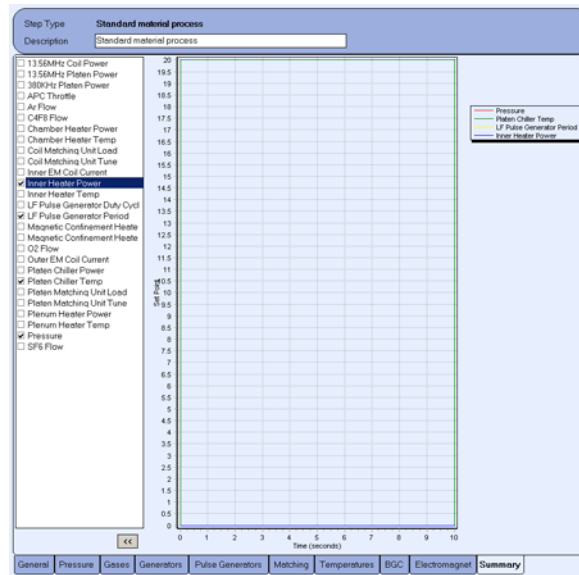 Step Type Standard material process
Description Standard material process
13.56MHz Coil Power
13.56MHz Platen Power
380KHz Platen Power
APC Throttle
Ar Flow
C4F8 Flow
Chamber Heater Power
Chamber Heater Temp
Coil Matching Unit Load
Coil Matching Unit Tune
Inner EM Coil Current
Inner Heater Power
Inner Heater Temp
LF Pulse Generator Duty Cycl
LF Pulse Generator Period
Magnetic Confinement Heate
Magnetic Confinement Heate
O2 Flow
Outer EM Coil Current
Platen Chiller Power
Platen Chiller Temp
Platen Matching Unit Load
Platen Matching Unit Tune
Plenum Heater Power
Plenum Heater Temp
Pressure
SF6 Flow
<<
Set Point
20
19.5
19
18.5
18
17.5
17
16.5
16
15.5
15
14.5
14
13.5
13
12.5
12
11.5
11
10.5
10
9.5
9
8.5
8
7.5
7
6.5
6
5.5
5
4.5
4
3.5
3
2.5
2
1.5
1
0.5
0
0 1 2 3 4 5 6 7 8 9 10
Time (seconds)
Pressure
Platen Chiller Temp
LF Pulse Generator Period
Inner Heater Power
General Pressure Gases Generators Pulse Generators Matching Temperatures BGC Electromagnet Summary